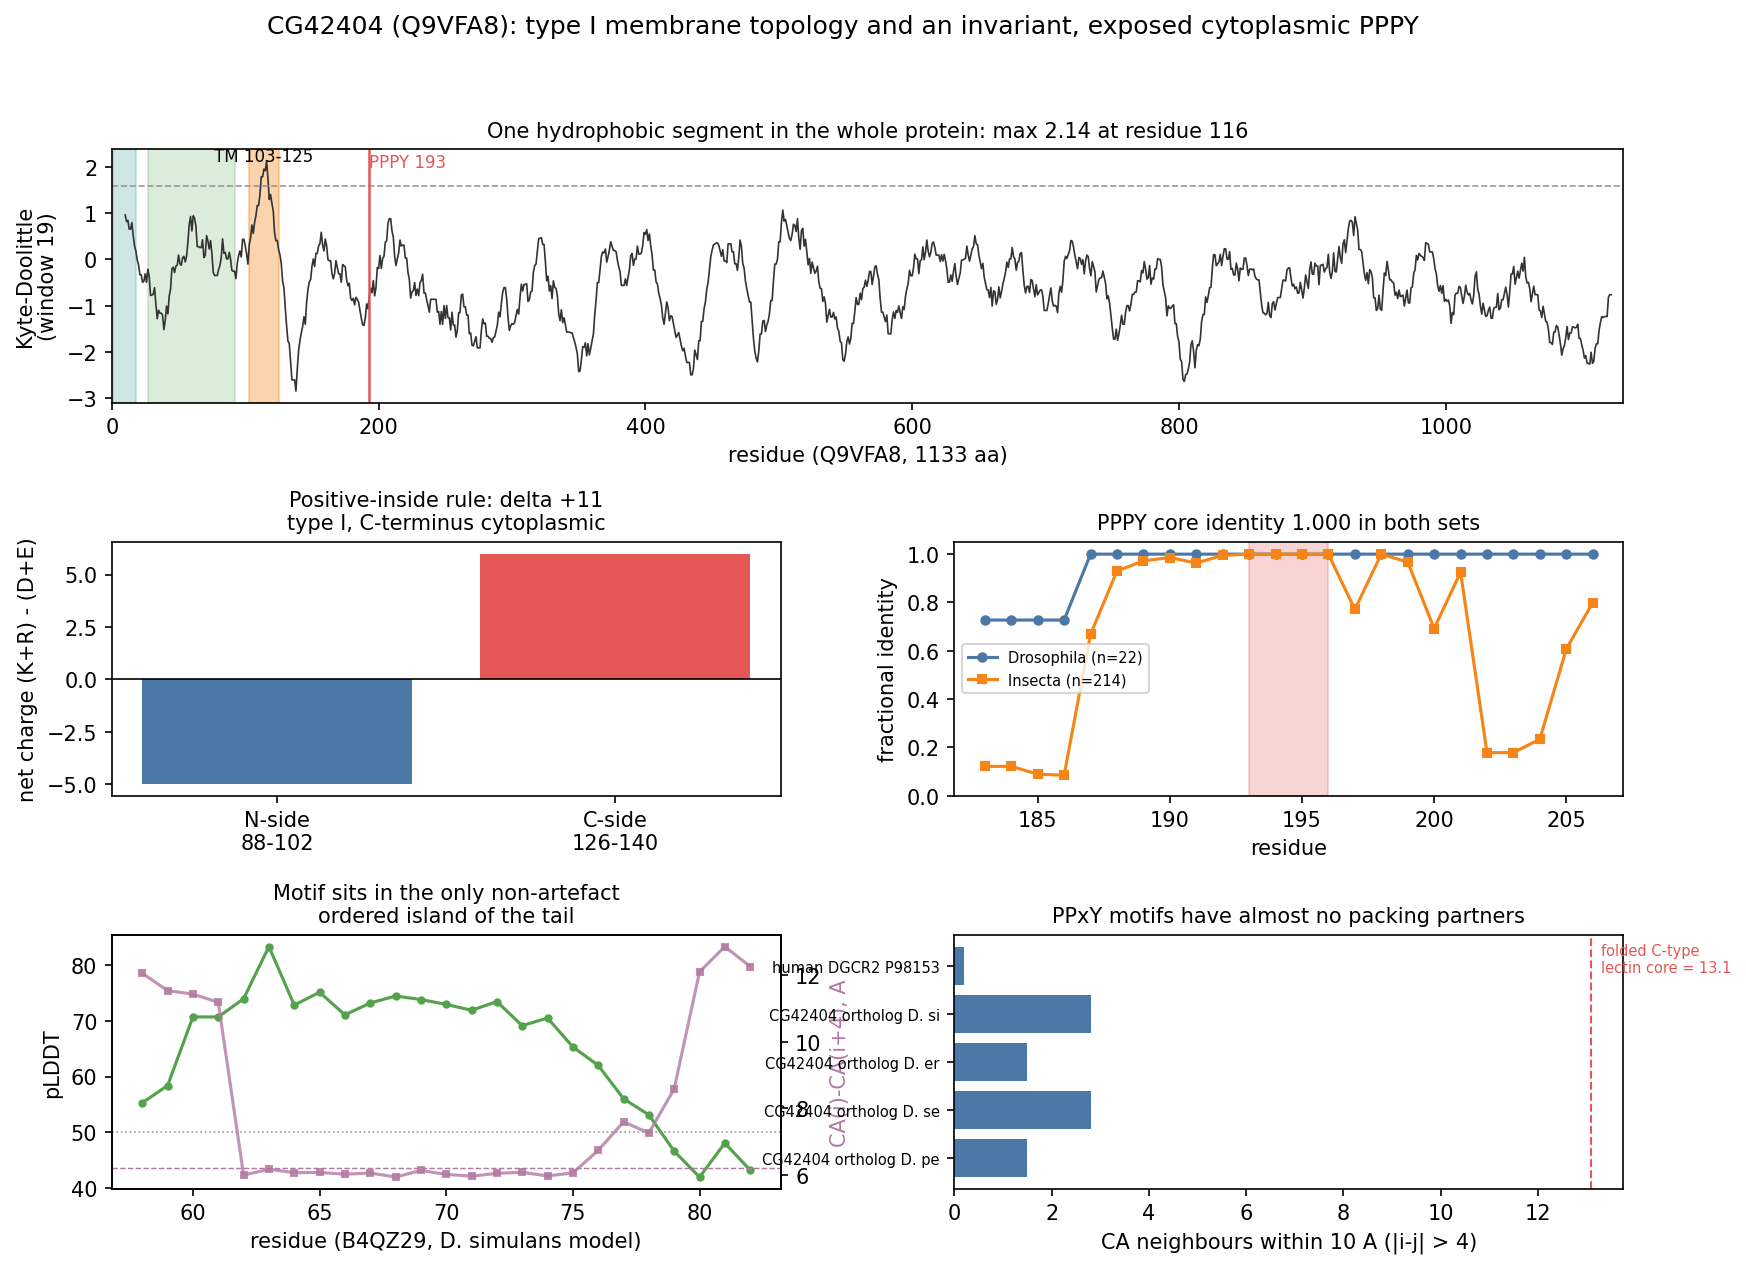 CG42404 (Q9VFA8): type I membrane topology and an invariant, exposed cytoplasmic PPPY
One hydrophobic segment in the whole protein: max 2.14 at residue 116
TM 103-125
PPPY 193
Kyte-Doolittle
(window 19)
2
1
0
−1
−2
−3
0
200
400
600
800
1000
residue (Q9VFA8, 1133 aa)
Positive-inside rule: delta +11
type I, C-terminus cytoplasmic
net charge (K+R) - (D+E)
5.0
2.5
0.0
−2.5
−5.0
N-side
88-102
C-side
126-140
PPPY core identity 1.000 in both sets
fractional identity
1.0
0.8
0.6
0.4
0.2
0.0
Drosophila (n=22)
Insecta (n=214)
185
190
195
200
205
residue
Motif sits in the only non-artefact
ordered island of the tail
pLDDT
80
70
60
50
40
60
65
70
75
80
residue (B4QZ29, D. simulans model)
12
10
8
6
CA(i)-CA(i+4), A
PPxY motifs have almost no packing partners
human DGCR2 P98153
CG42404 ortholog D. si
CG42404 ortholog D. er
CG42404 ortholog D. se
CG42404 ortholog D. pe
folded C-type
lectin core = 13.1
0
2
4
6
8
10
12
CA neighbours within 10 A (|i-j| > 4)